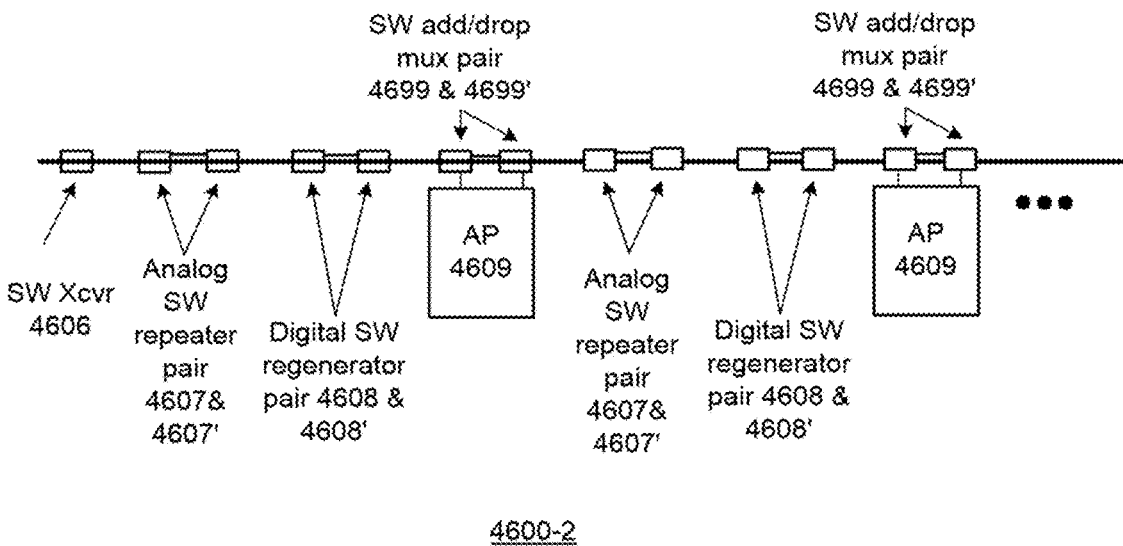 SW add/drop
mux pair
4699 & 4699'
SW add/drop
mux pair
4699 & 4699'
SW Xcvr
4606
Analog
SW
repeater
pair
4607&
4607'
Digital SW
regenerator
pair 4608 &
4608'
AP
4609
Analog
SW
repeater
pair
4607&
4607'
Digital SW
regenerator
pair 4608 &
4608'
AP
4609
4600-2